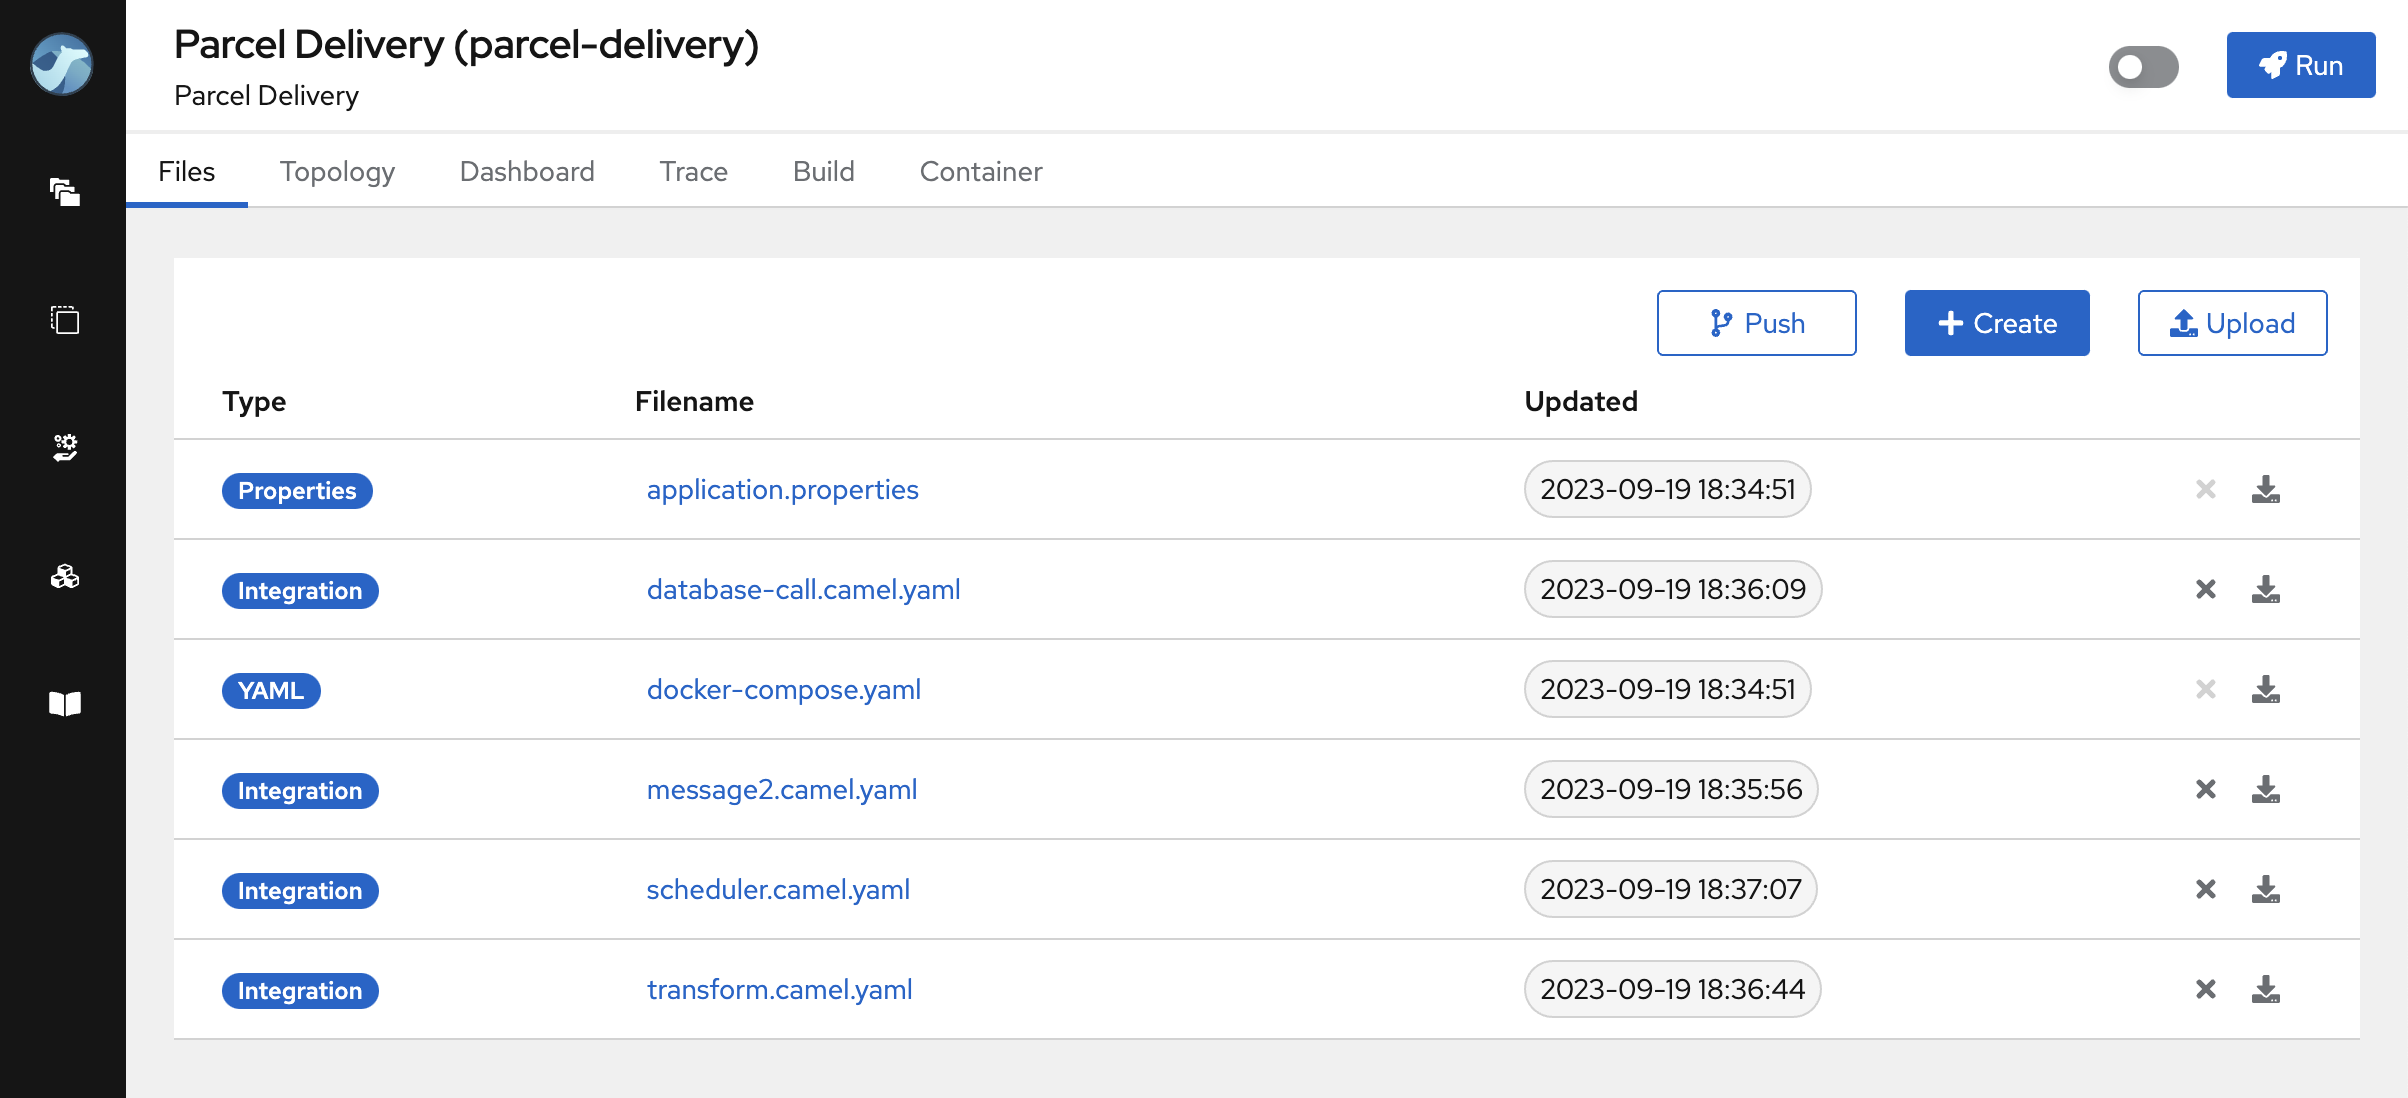 Parcel Delivery (parcel-delivery)
Parcel Delivery
Run
Files Topology Dashboard Trace Build Container
Push Create Upload
Type Filename Updated
Properties application.properties 2023-09-19 18:34:51
Integration database-call.camel.yaml 2023-09-19 18:36:09
YAML docker-compose.yaml 2023-09-19 18:34:51
Integration message2.camel.yaml 2023-09-19 18:35:56
Integration scheduler.camel.yaml 2023-09-19 18:37:07
Integration transform.camel.yaml 2023-09-19 18:36:44